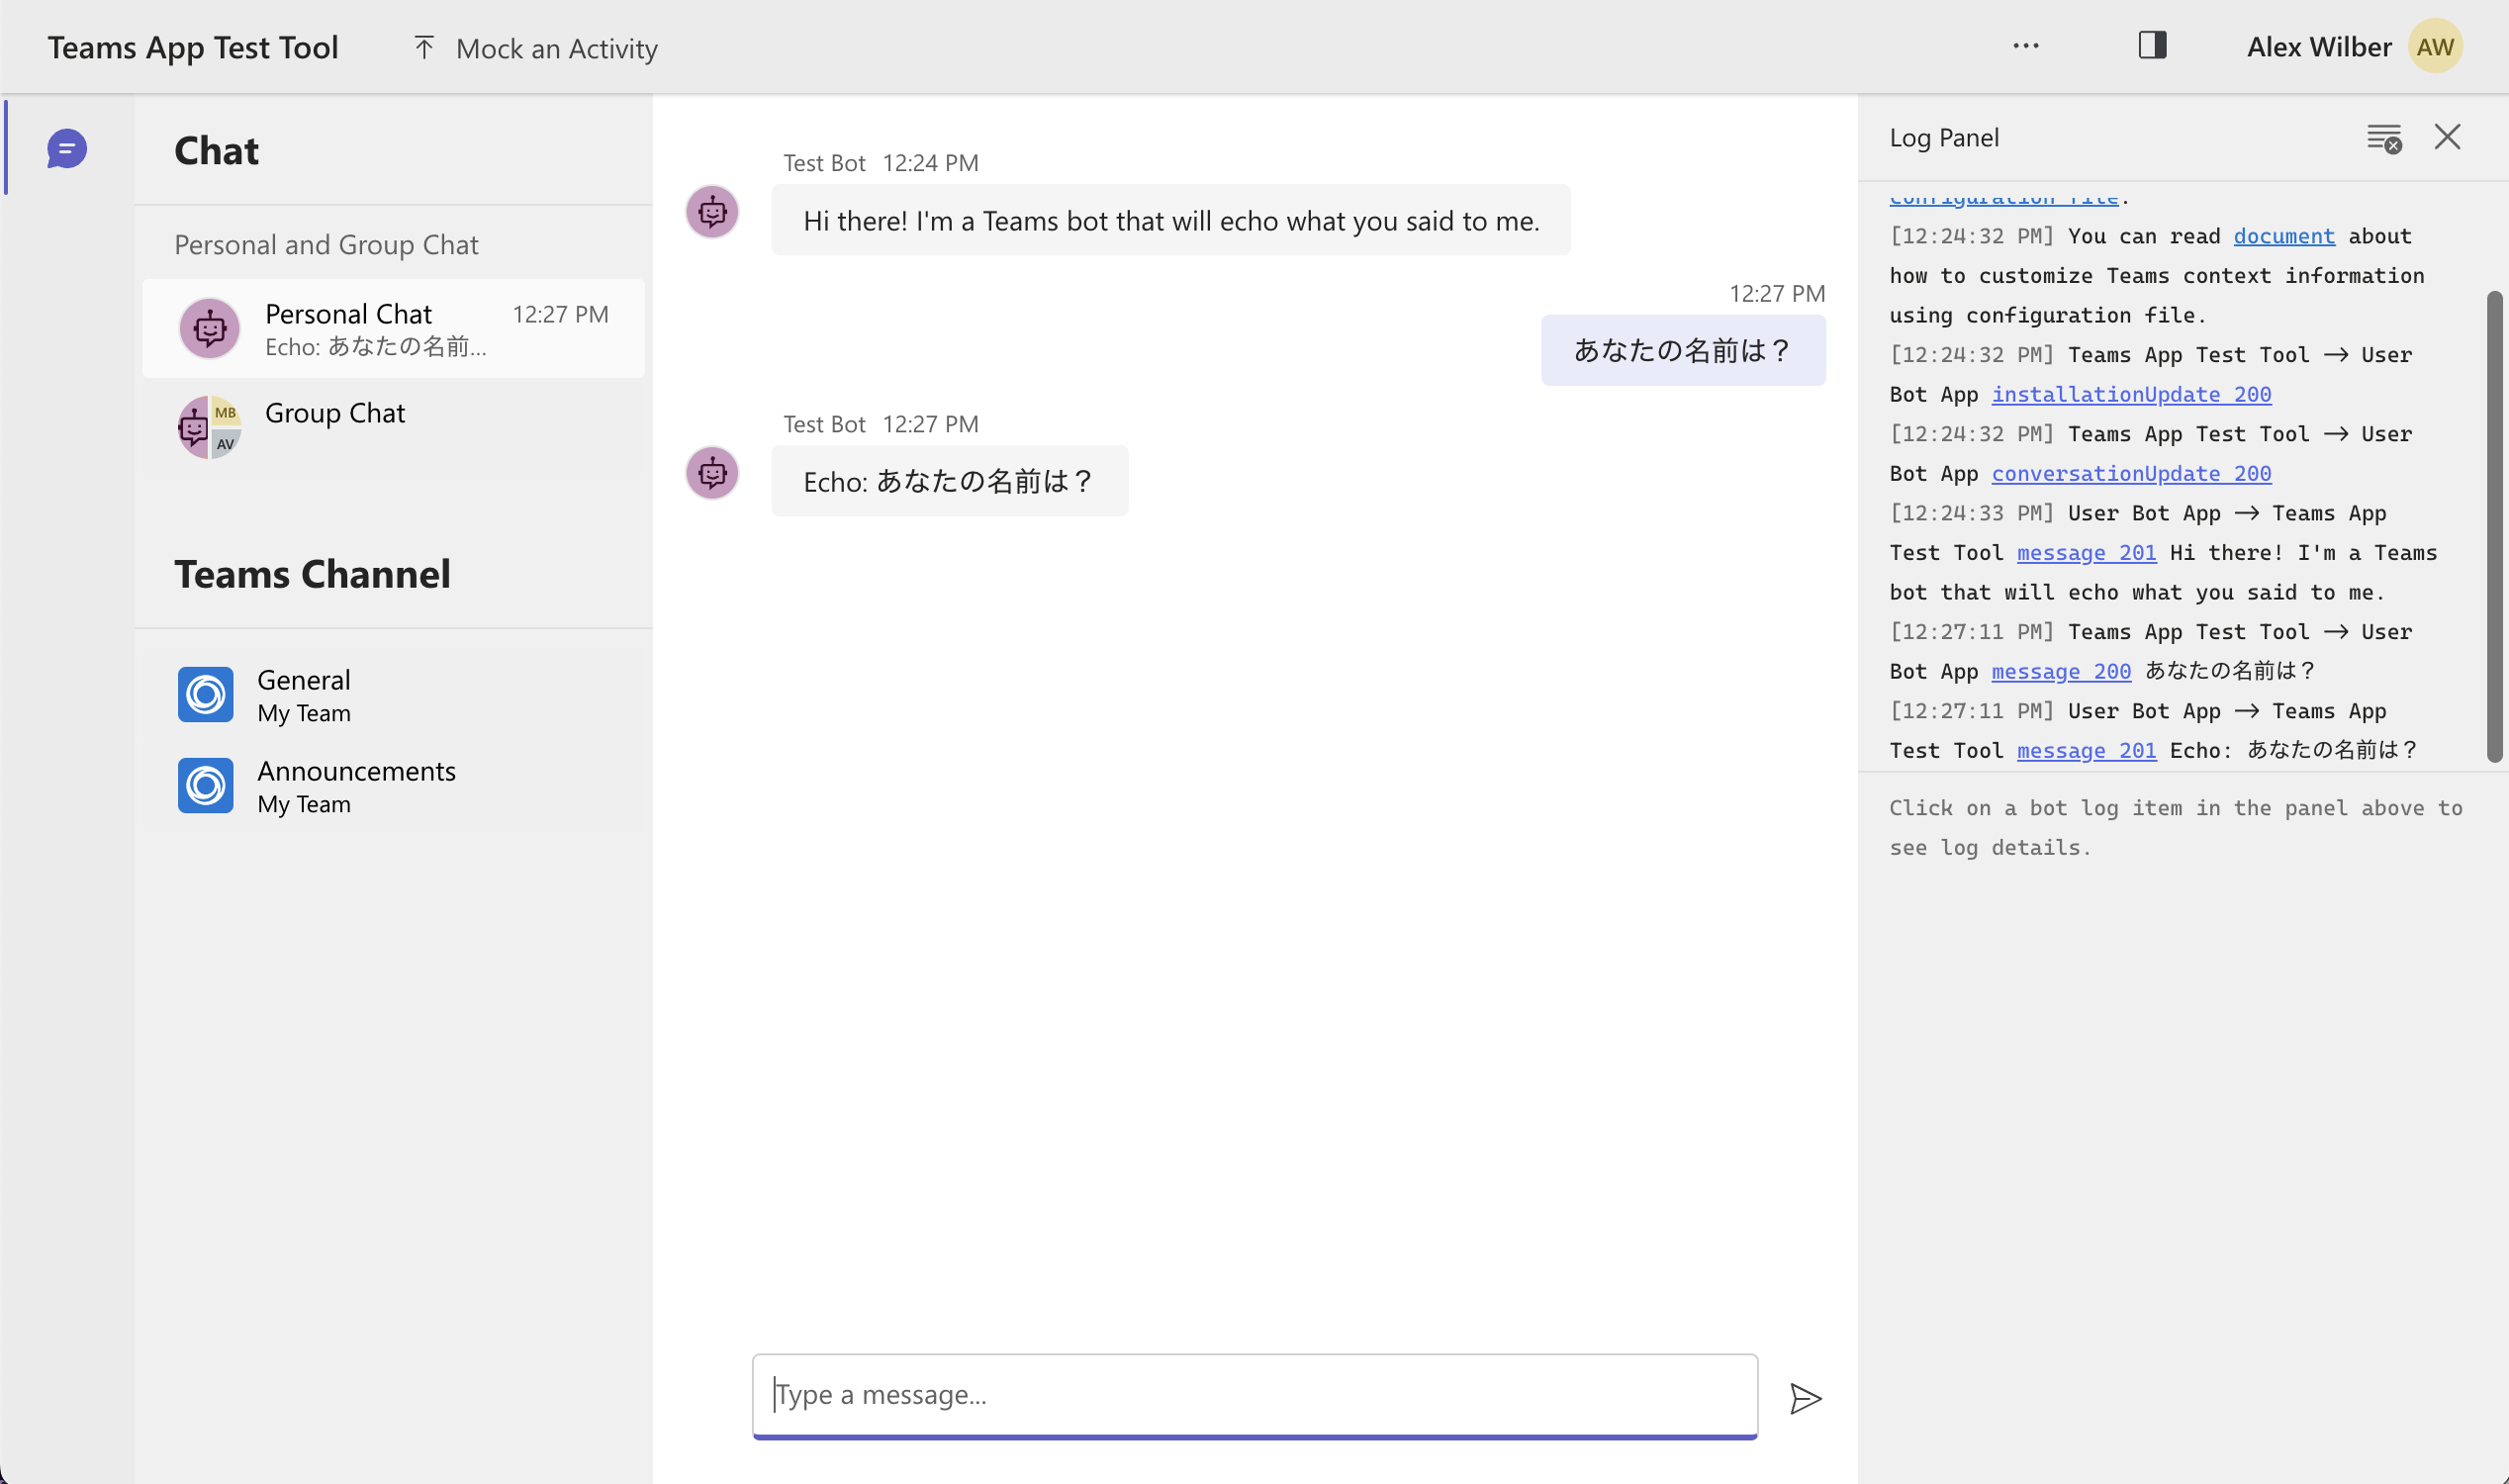 Teams App Test Tool
Mock an Activity
Alex Wilber
AW
Chat
Personal and Group Chat
Personal Chat 12:27 PM
Echo: あなたの名前...
MB
AV
Group Chat
Teams Channel
General
My Team
Announcements
My Team
Test Bot 12:24 PM
Hi there! I'm a Teams bot that will echo what you said to me.
12:27 PM
あなたの名前は？
Test Bot 12:27 PM
Echo: あなたの名前は？
Type a message...
Log Panel
configuration file.
[12:24:32 PM] You can read document about
how to customize Teams context information
using configuration file.
[12:24:32 PM] Teams App Test Tool → User
Bot App installationUpdate 200
[12:24:32 PM] Teams App Test Tool → User
Bot App conversationUpdate 200
[12:24:33 PM] User Bot App → Teams App
Test Tool message 201 Hi there! I'm a Teams
bot that will echo what you said to me.
[12:27:11 PM] Teams App Test Tool → User
Bot App message 200 あなたの名前は？
[12:27:11 PM] User Bot App → Teams App
Test Tool message 201 Echo: あなたの名前は？
Click on a bot log item in the panel above to
see log details.